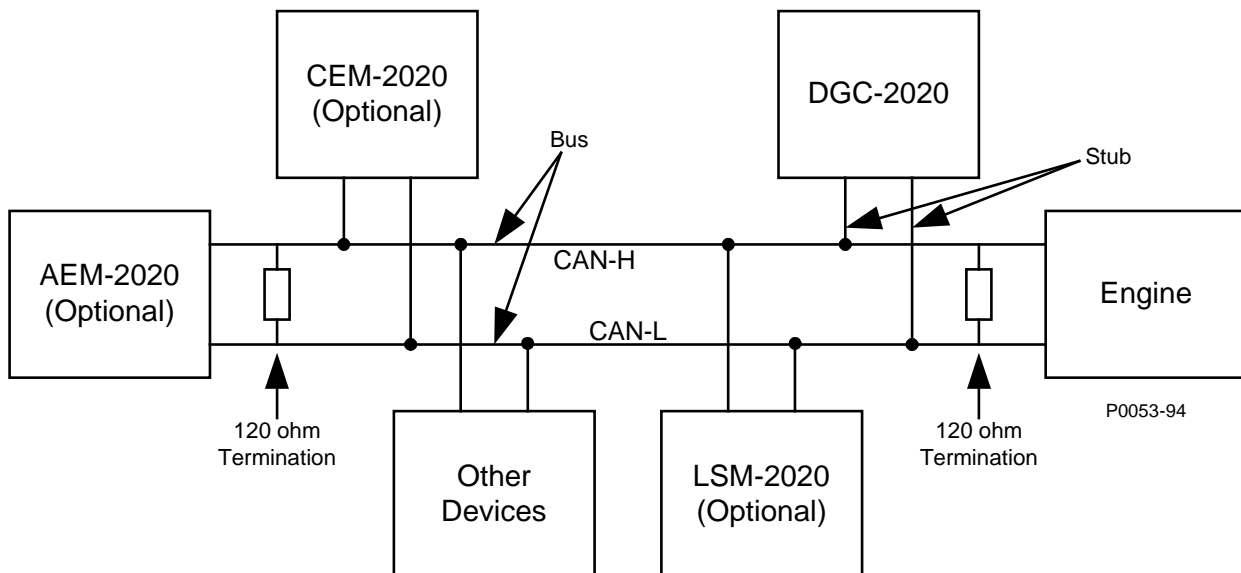 CEM-2020
(Optional)
DGC-2020
Bus
Stub
AEM-2020
(Optional)
CAN-H
Engine
CAN-L
P0053-94
120 ohm
Termination
120 ohm
Termination
Other
Devices
LSM-2020
(Optional)